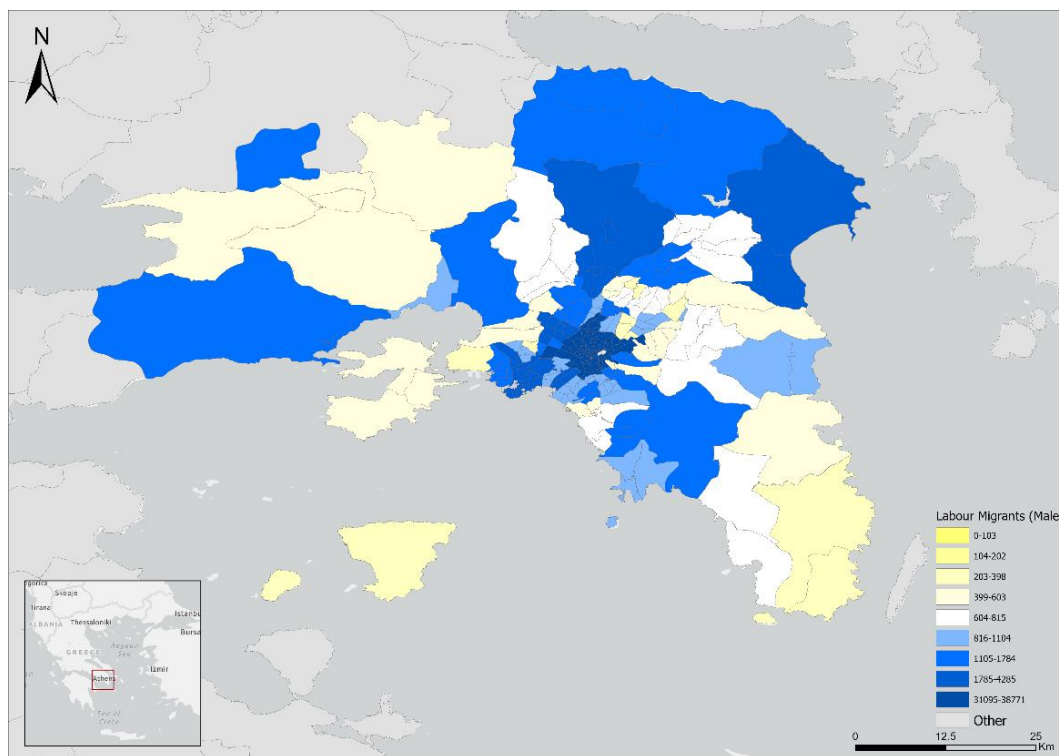 N
Labour Migrants (Male
0-103
104-202
203-398
399-603
604-815
816-1104
1105-1784
1785-4285
31095-38771
Other
0 12.5 25
Km
gorica
Skopje
Tirana
ALBANIA
Istanbu
Thessaloniki
Bursa
Aegean
Sea
GREECE
Izmir
Athens
Sea of
Crete